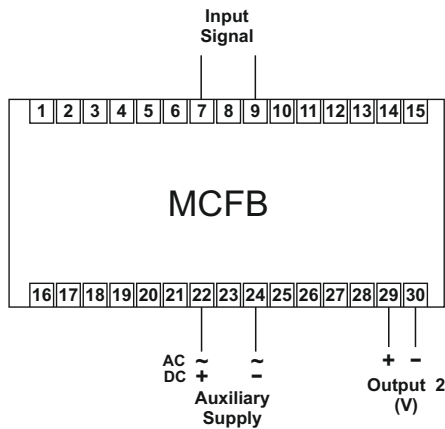 Input
Signal
1 2 3 4 5 6 7 8 9 10 11 12 13 14 15
MCFB
16 17 18 19 20 21 22 23 24 25 26 27 28 29 30
AC ~ ~
DC + − + −
Auxiliary
Supply
Output 2
(V)